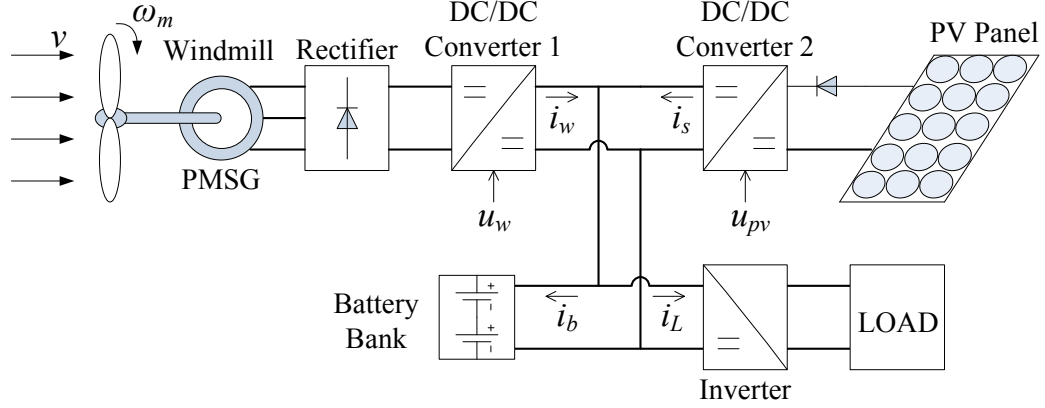 DC/DC
Converter 1
DC/DC
Converter 2
PV Panel
v
ω_m
Windmill
Rectifier
PMSG
i_w
i_s
u_w
u_pv
Battery
Bank
+
-
+
-
i_b
i_L
LOAD
Inverter